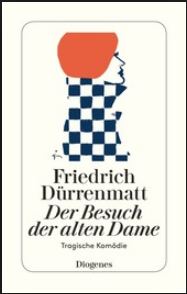 Friedrich
Dürrenmatt
Der Besuch
der alten Dame
Tragische Komödie
Diogenes